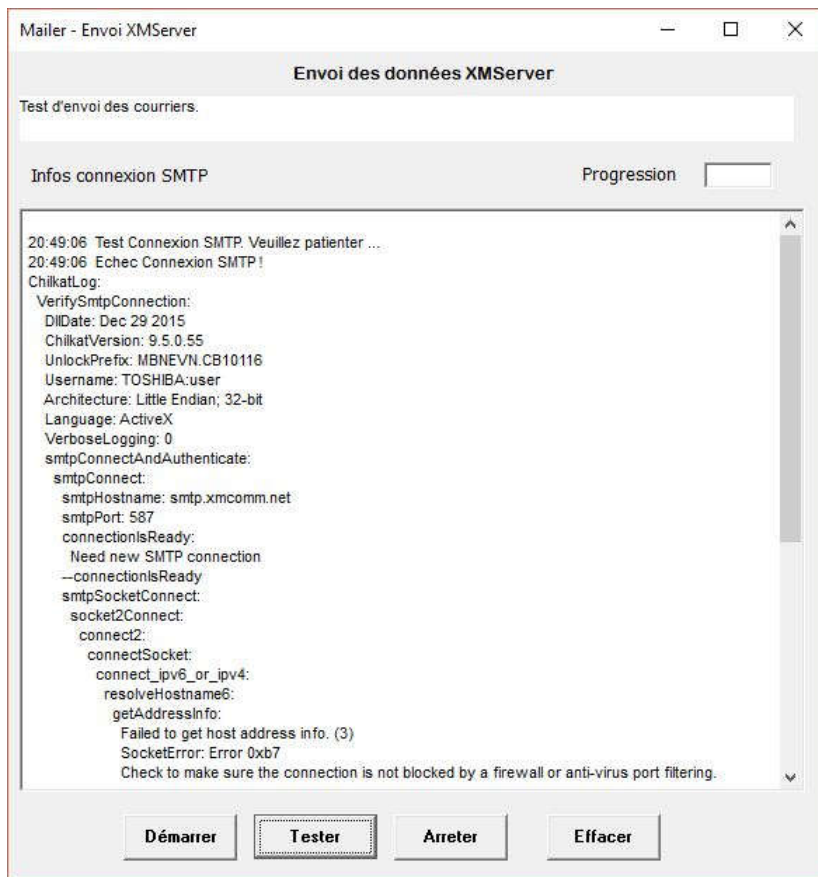 Mailer - Envoi XMServer
Envoi des données XMServer
Test d'envoi des courriers.
Infos connexion SMTP
Progression
20:49:06 Test Connexion SMTP. Veuillez patienter ...
20:49:06 Echec Connexion SMTP !
ChilkatLog:
VerifySmtpConnection:
DllDate: Dec 29 2015
ChilkatVersion: 9.5.0.55
UnlockPrefix: MBNEVN.CB10116
Username: TOSHIBA:user
Architecture: Little Endian; 32-bit
Language: ActiveX
VerboseLogging: 0
smtpConnectAndAuthenticate:
smtpConnect:
smtpHostname: smtp.xmcomm.net
smtpPort: 587
connectionIsReady:
Need new SMTP connection
--connectionIsReady
smtpSocketConnect:
socket2Connect:
connect2:
connectSocket:
connect_ipv6_or_ipv4:
resolveHostname6:
getAddressInfo:
Failed to get host address info. (3)
SocketError: Error 0xb7
Check to make sure the connection is not blocked by a firewall or anti-virus port filtering.
Démarrer
Tester
Arreter
Effacer